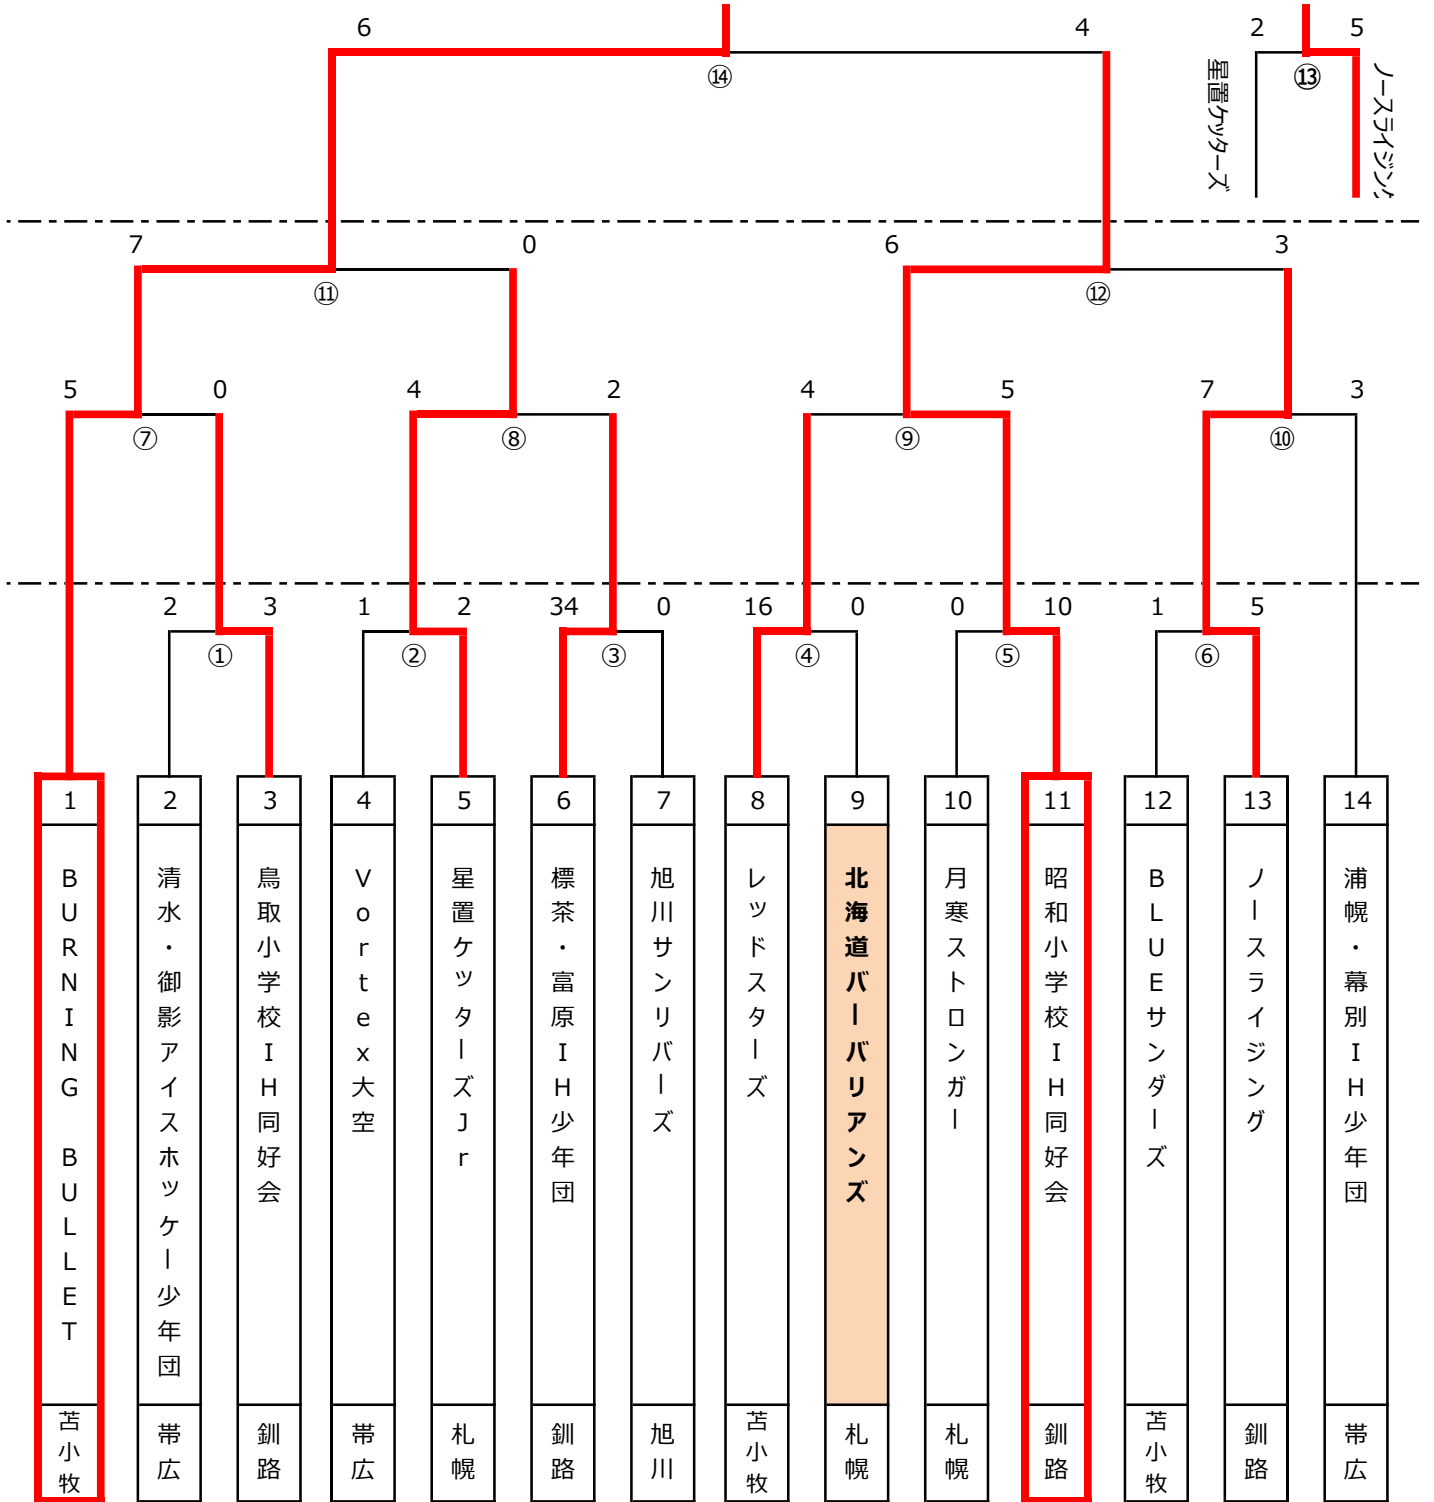 6 4 2 5
⑭ ⑬
星置ケッターズ
ノースライジング
7 0 6 3
⑪ ⑫
5 0 4 2 4 5 7 3
⑦ ⑧ ⑨ ⑩
2 3 1 2 34 0 16 0 0 10 1 5
① ② ③ ④ ⑤ ⑥
1 2 3 4 5 6 7 8 9 10 11 12 13 14
BURNING BULLET
清水・御影アイスホッケー少年団
鳥取小学校IH同好会
Vortex大空
星置ケッターズJr
標茶・富原IH少年団
旭川サンリバーズ
レッドスターズ
北海道バーバリアンズ
月寒ストロンガー
昭和小学校IH同好会
BLUEサンダーズ
ノースライジング
浦幌・幕別IH少年団
苫小牧 帯広 釧路 帯広 札幌 釧路 旭川 苫小牧 札幌 札幌 釧路 苫小牧 釧路 帯広